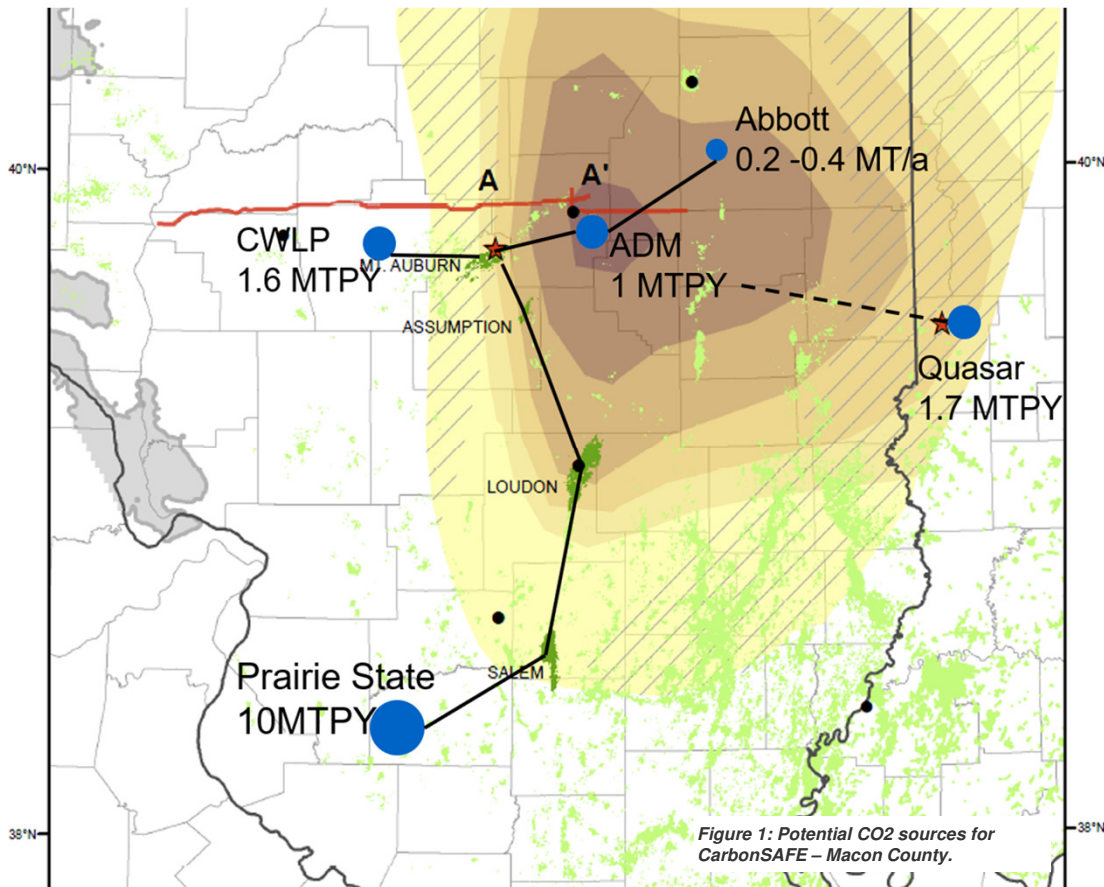 Abbott
0.2 -0.4 MT/a
40°N
40°N
A
A'
CWLP
1.6 MTPY
MT. AUBURN
ADM
1 MTPY
ASSUMPTION
Quasar
1.7 MTPY
LOUDON
Prairie State
10MTPY
SALEM
38°N
38°N
Figure 1: Potential CO2 sources for
CarbonSAFE – Macon County.